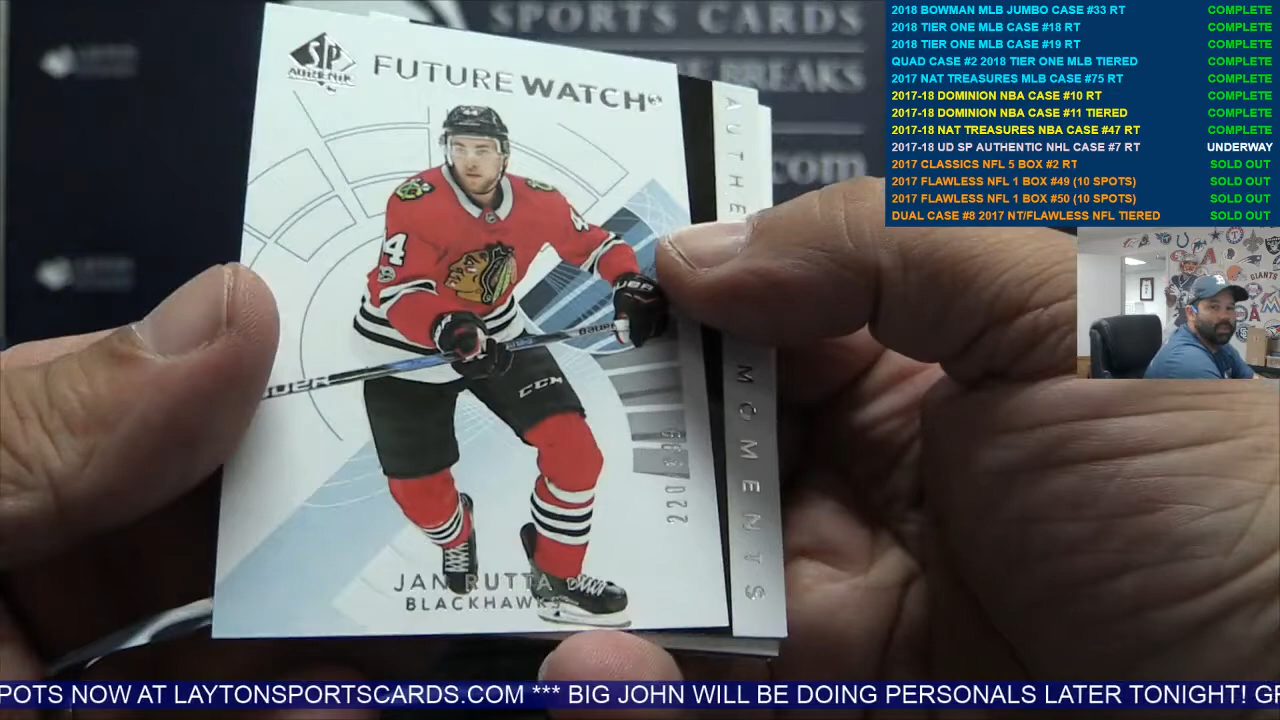 SPORTS CARDS
BREAKS
.com
SP
AUTHENTIC
FUTURE WATCH
AUTHE
MOMENTS
44
CCM
BAUER
220
JAN RUTTA
BLACKHAWKS
2018 BOWMAN MLB JUMBO CASE #33 RT COMPLETE
2018 TIER ONE MLB CASE #18 RT COMPLETE
2018 TIER ONE MLB CASE #19 RT COMPLETE
QUAD CASE #2 2018 TIER ONE MLB TIERED COMPLETE
2017 NAT TREASURES MLB CASE #75 RT COMPLETE
2017-18 DOMINION NBA CASE #10 RT COMPLETE
2017-18 DOMINION NBA CASE #11 TIERED COMPLETE
2017-18 NAT TREASURES NBA CASE #47 RT COMPLETE
2017-18 UD SP AUTHENTIC NHL CASE #7 RT UNDERWAY
2017 CLASSICS NFL 5 BOX #2 RT SOLD OUT
2017 FLAWLESS NFL 1 BOX #49 (10 SPOTS) SOLD OUT
2017 FLAWLESS NFL 1 BOX #50 (10 SPOTS) SOLD OUT
DUAL CASE #8 2017 NT/FLAWLESS NFL TIERED SOLD OUT
GIANTS
POTS NOW AT LAYTONSPORTSCARDS.COM *** BIG JOHN WILL BE DOING PERSONALS LATER TONIGHT! GR